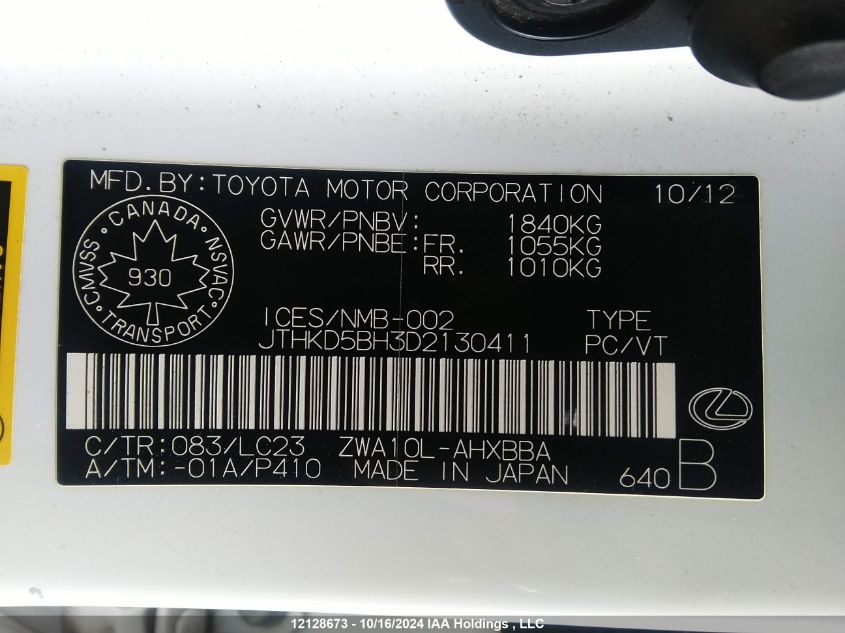 MFD.BY:TOYOTA MOTOR CORPORATION 10/12
CANADA
CMVSS NSVAC
930
TRANSPORT
GVWR/PNBV: 1840KG
GAWR/PNBE:FR. 1055KG
RR. 1010KG
ICES/NMB-002 TYPE
JTHKD5BH3D2130411 PC/VT
C/TR:083/LC23 ZWA10L-AHXBBA
A/TM:-01A/P410 MADE IN JAPAN 640 B
12128673 - 10/16/2024 IAA Holdings , LLC